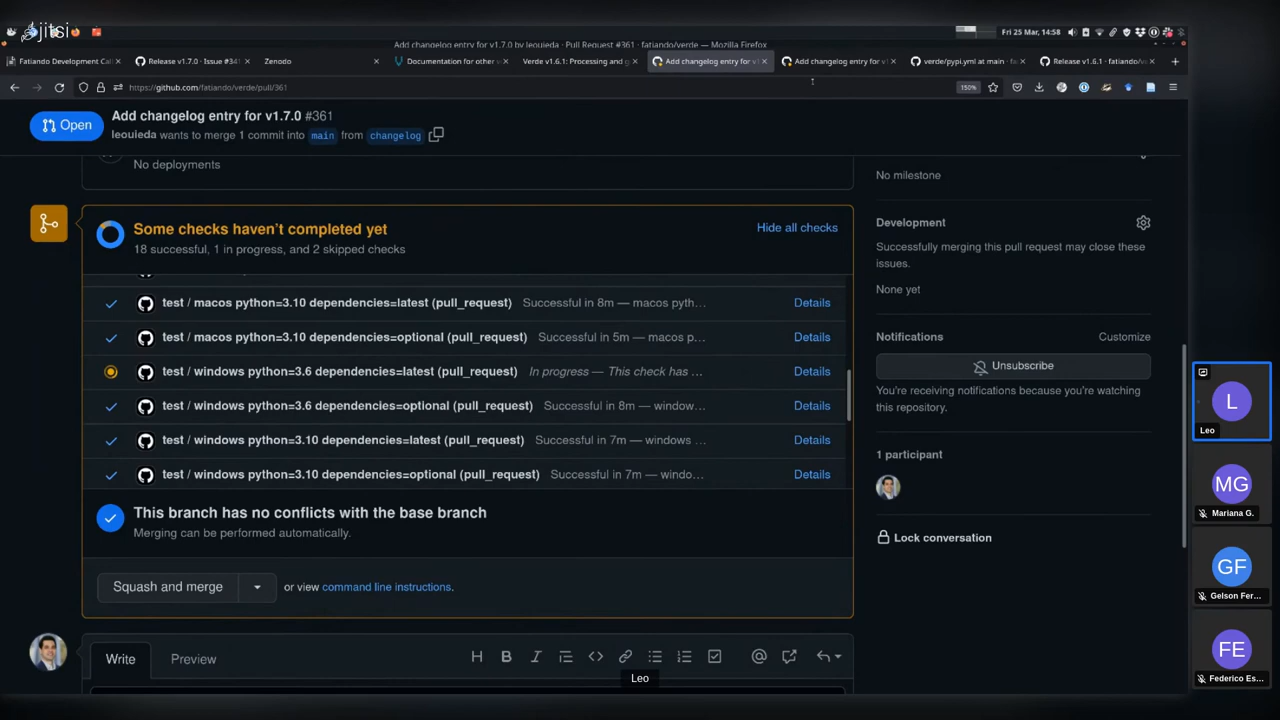 jitsi
Fri 25 Mar, 14:58
Add changelog entry for v1.7.0 by leouieda · Pull Request #361 · fatiando/verde — Mozilla Firefox
Fatiando Development Cal
Release v1.7.0 · Issue #341
Zenodo
Documentation for other v
Verde v1.6.1: Processing and g
Add changelog entry for v1
Add changelog entry for v1
verde/pypi.yml at main · fa
Release v1.6.1 · fatiando/v
https://github.com/fatiando/verde/pull/361
150%
Open
Add changelog entry for v1.7.0 #361
leouieda wants to merge 1 commit into main from changelog
No deployments
No milestone
Some checks haven't completed yet
18 successful, 1 in progress, and 2 skipped checks
Hide all checks
test / macos python=3.10 dependencies=latest (pull_request) Successful in 8m — macos pyth… Details
test / macos python=3.10 dependencies=optional (pull_request) Successful in 5m — macos p… Details
test / windows python=3.6 dependencies=latest (pull_request) In progress — This check has … Details
test / windows python=3.6 dependencies=optional (pull_request) Successful in 8m — window… Details
test / windows python=3.10 dependencies=latest (pull_request) Successful in 7m — windows … Details
test / windows python=3.10 dependencies=optional (pull_request) Successful in 7m — windo… Details
This branch has no conflicts with the base branch
Merging can be performed automatically.
Squash and merge
or view command line instructions.
Write
Preview
Leo
Development
Successfully merging this pull request may close these
issues.
None yet
Notifications
Customize
Unsubscribe
You're receiving notifications because you're watching
this repository.
1 participant
Lock conversation
L
Leo
MG
Mariana G.
GF
Gelson Fer...
FE
Federico Es...